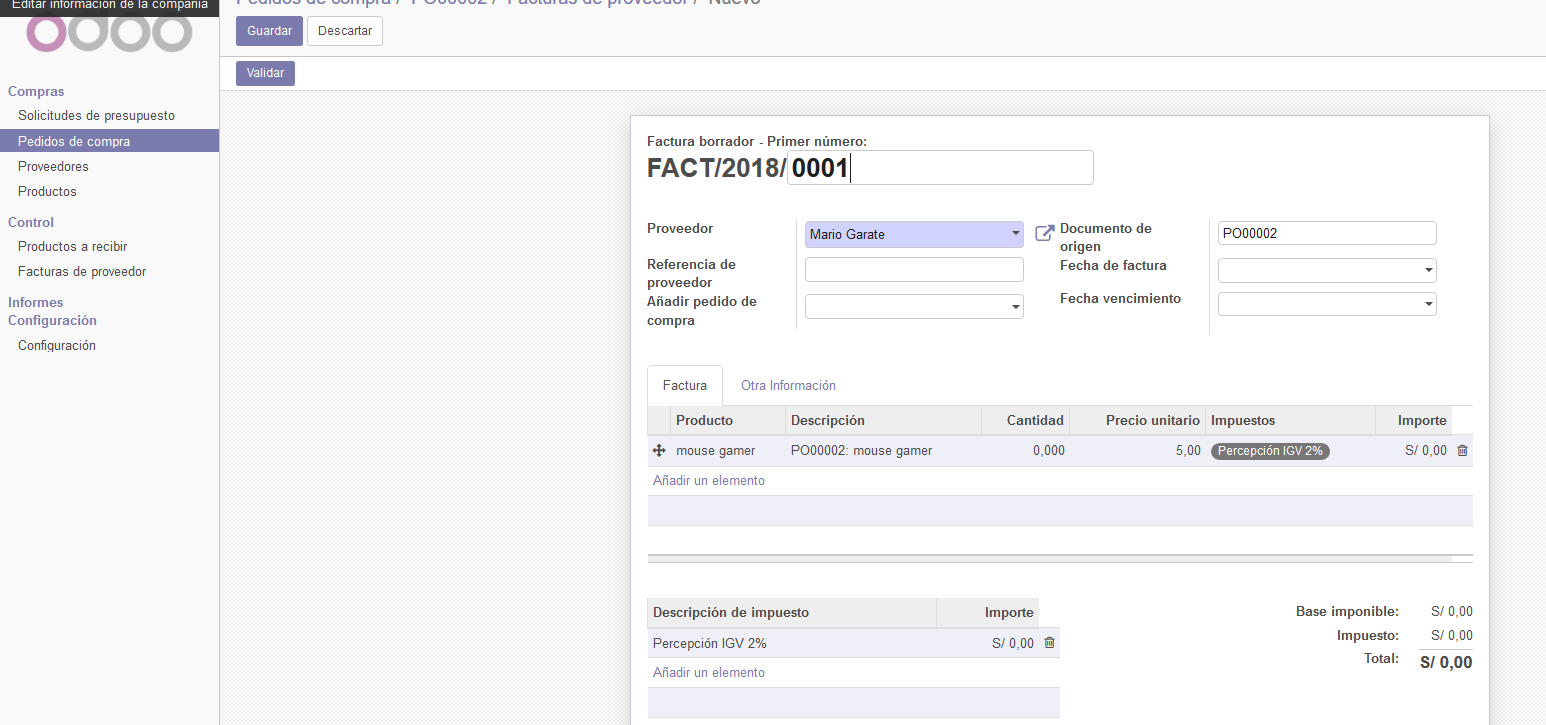 Editar información de la compañía
Pedidos de compra / PO00002 / Facturas de proveedor / Nuevo
odoo
Guardar
Descartar
Validar
Compras
Solicitudes de presupuesto
Pedidos de compra
Proveedores
Productos
Control
Productos a recibir
Facturas de proveedor
Informes
Configuración
Configuración
Factura borrador - Primer número:
FACT/2018/0001
Proveedor
Mario Garate
Referencia de
proveedor
Añadir pedido de
compra
Documento de
origen
PO00002
Fecha de factura
Fecha vencimiento
Factura
Otra Información
Producto Descripción Cantidad Precio unitario Impuestos Importe
mouse gamer PO00002: mouse gamer 0,000 5,00 Percepción IGV 2% S/ 0,00
Añadir un elemento
Descripción de impuesto Importe
Percepción IGV 2% S/ 0,00
Añadir un elemento
Base imponible: S/ 0,00
Impuesto: S/ 0,00
Total: S/ 0,00